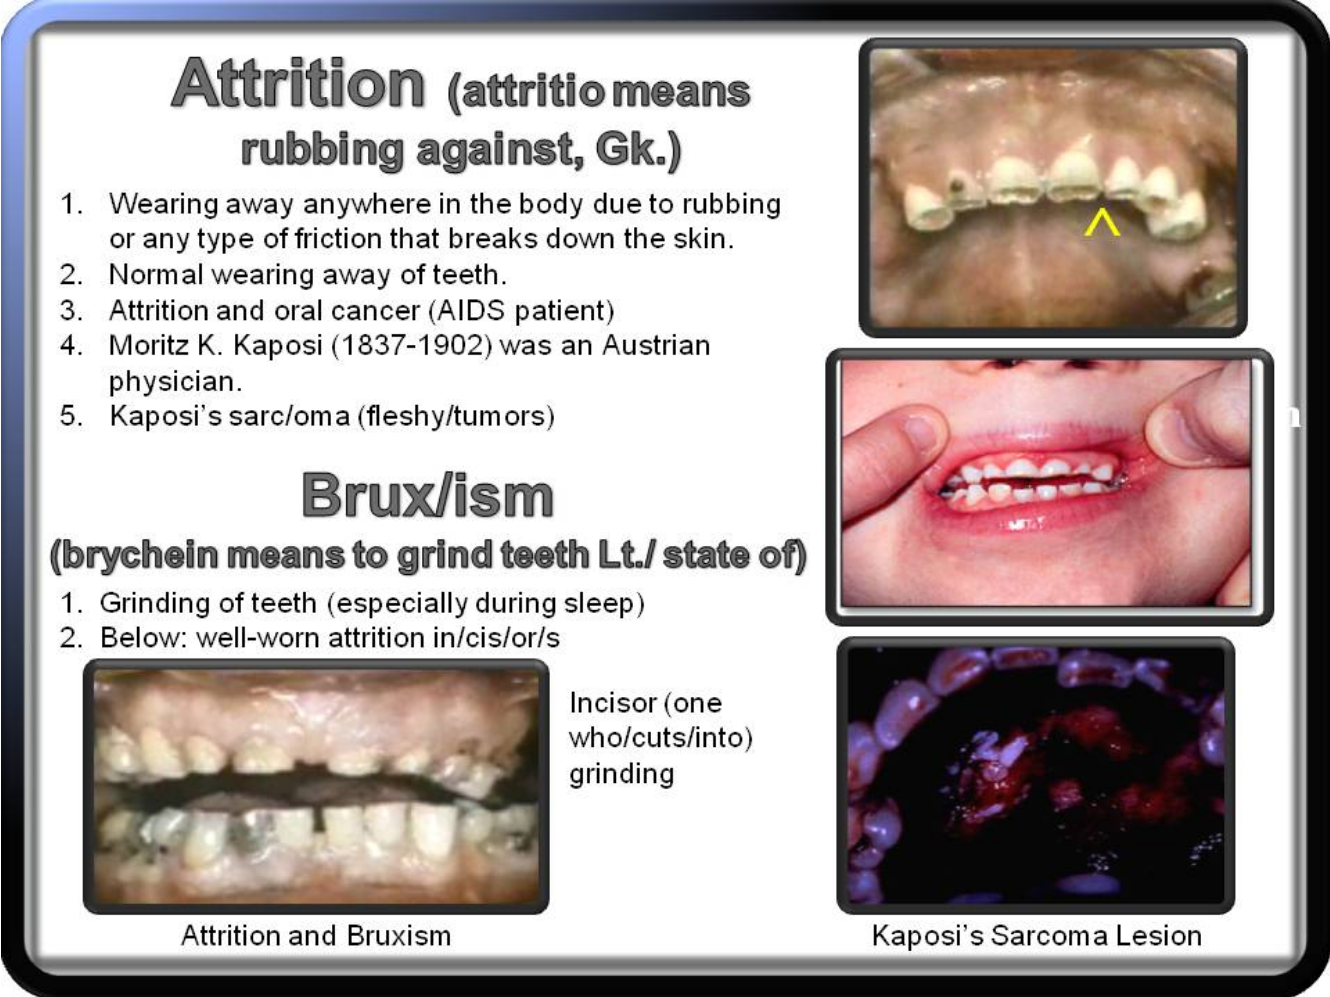 Attrition (attritio means
rubbing against, Gk.)
1. Wearing away anywhere in the body due to rubbing
or any type of friction that breaks down the skin.
2. Normal wearing away of teeth.
3. Attrition and oral cancer (AIDS patient)
4. Moritz K. Kaposi (1837-1902) was an Austrian
physician.
5. Kaposi's sarc/oma (fleshy/tumors)
Brux/ism
(brychein means to grind teeth Lt./ state of)
1. Grinding of teeth (especially during sleep)
2. Below: well-worn attrition in/cis/or/s
Incisor (one
who/cuts/into)
grinding
Attrition and Bruxism
Kaposi's Sarcoma Lesion